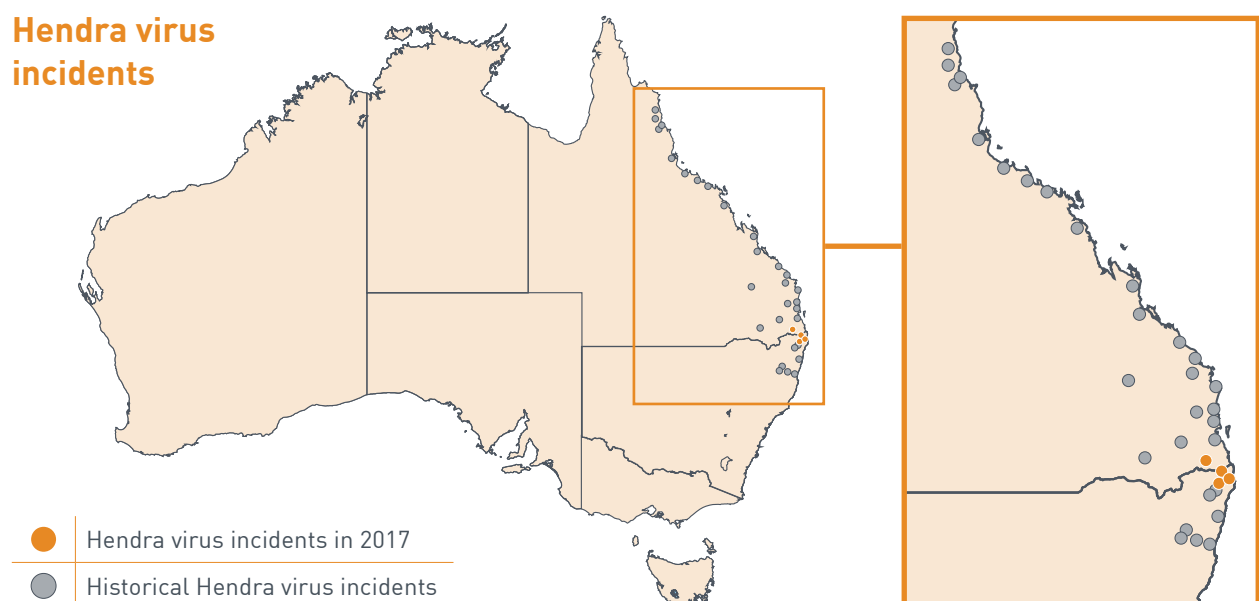 Hendra virus
incidents
Hendra virus incidents in 2017
Historical Hendra virus incidents